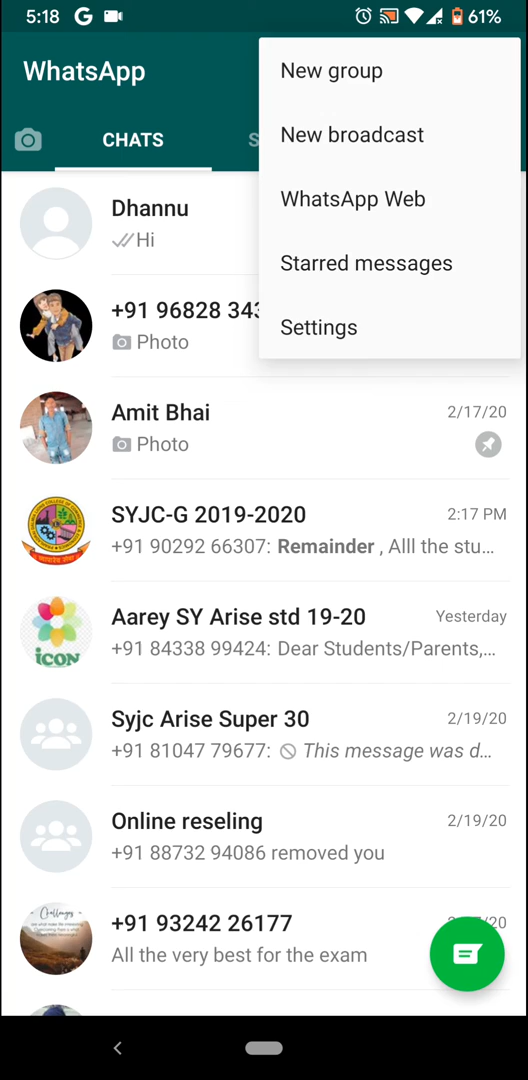 5:18 G 61%
WhatsApp
New group
CHATS
S
New broadcast
WhatsApp Web
Dhannu
Hi
Starred messages
+91 96828 343
Settings
Photo
Amit Bhai 2/17/20
Photo
SYJC-G 2019-2020 2:17 PM
+91 90292 66307: Remainder , Alll the stu...
Aarey SY Arise std 19-20 Yesterday
iCON
+91 84338 99424: Dear Students/Parents,...
Syjc Arise Super 30 2/19/20
+91 81047 79677: This message was d...
Online reseling 2/19/20
+91 88732 94086 removed you
Challenges
+91 93242 26177
/20
All the very best for the exam